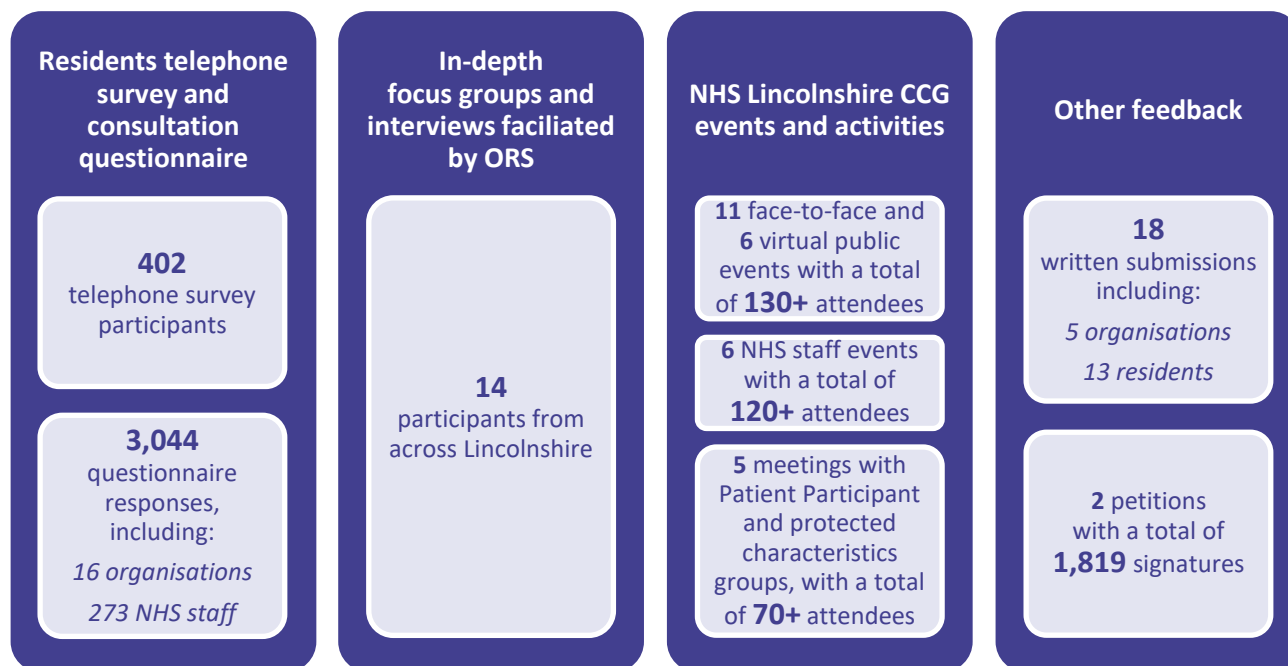 Residents telephone
survey and
consultation
questionnaire
402
telephone survey
participants
3,044
questionnaire
responses,
including:
16 organisations
273 NHS staff
In-depth
focus groups and
interviews faciliated
by ORS
14
participants from
across Lincolnshire
NHS Lincolnshire CCG
events and activities
11 face-to-face and
6 virtual public
events with a total
of 130+ attendees
6 NHS staff events
with a total of
120+ attendees
5 meetings with
Patient Participant
and protected
characteristics
groups, with a total
of 70+ attendees
Other feedback
18
written submissions
including:
5 organisations
13 residents
2 petitions
with a total of
1,819 signatures